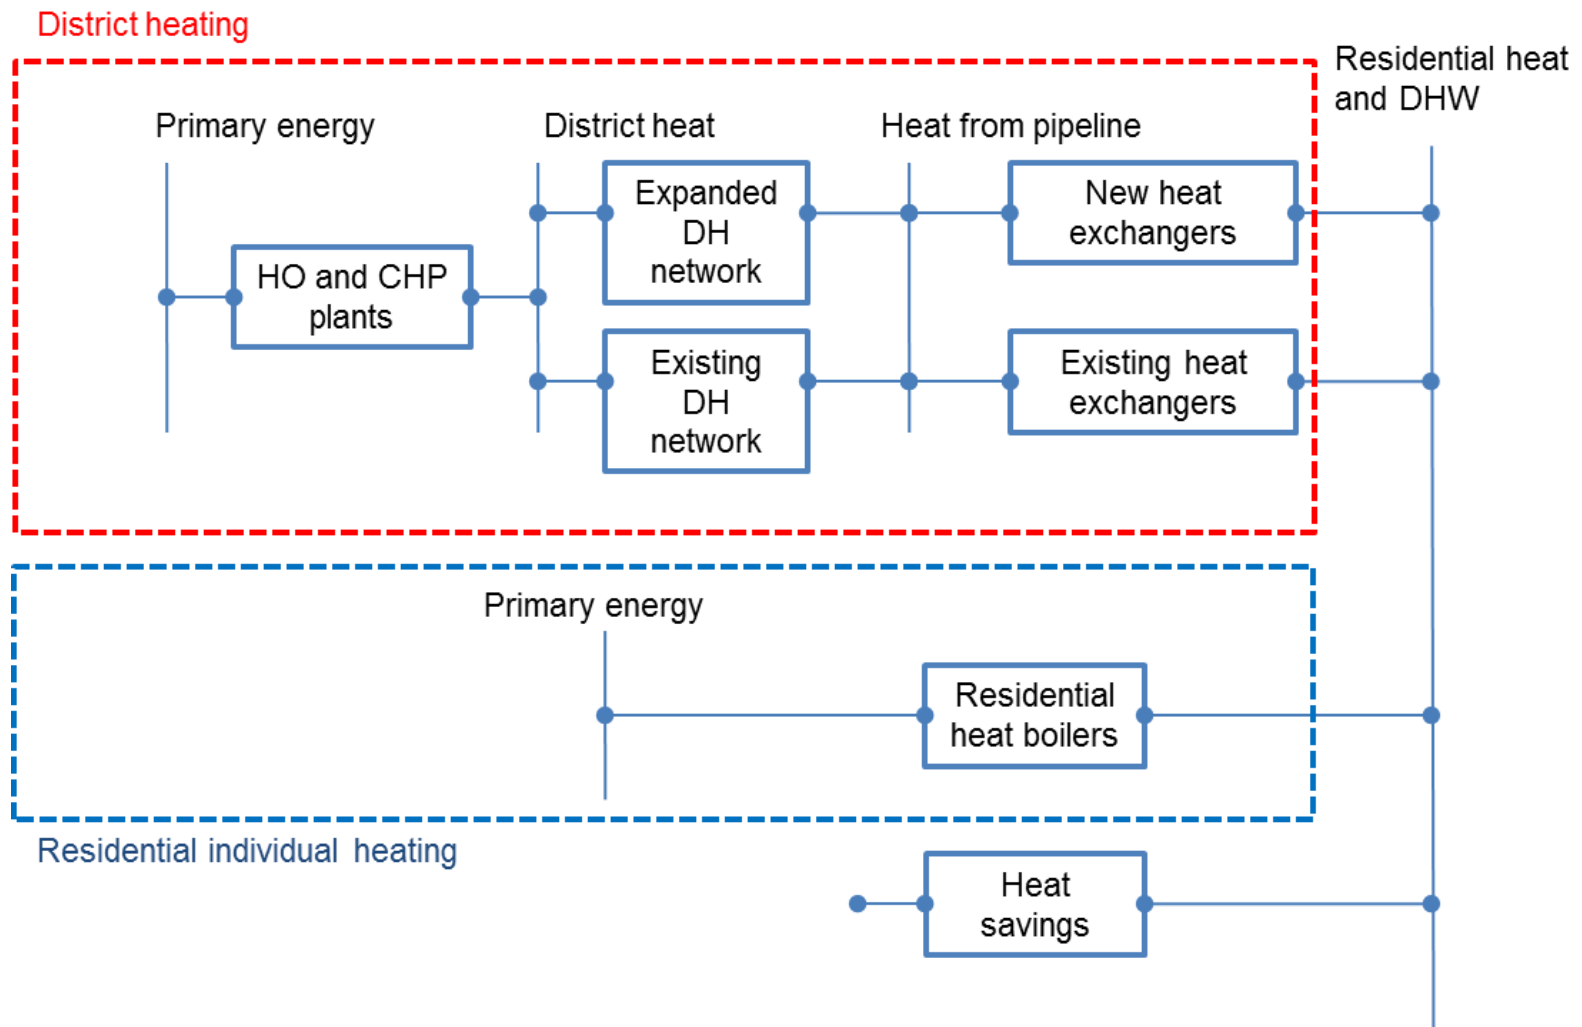 District heating
Residential heat
and DHW
Primary energy
District heat
Heat from pipeline
Expanded
DH
network
New heat
exchangers
HO and CHP
plants
Existing
DH
network
Existing heat
exchangers
Primary energy
Residential
heat boilers
Residential individual heating
Heat
savings